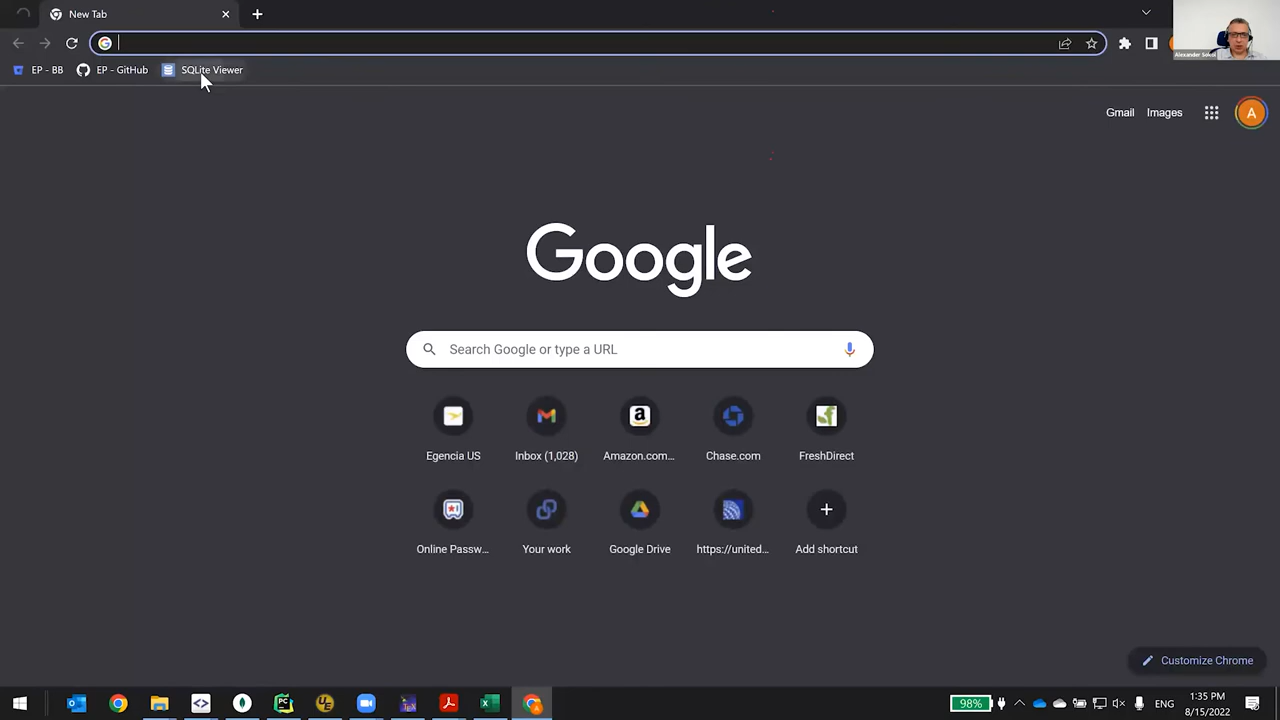 New Tab
EP - BB
EP - GitHub
SQLite Viewer
Alexander Sokol
Gmail
Images
A
Google
Search Google or type a URL
Egencia US
Inbox (1,028)
Amazon.com...
Chase.com
FreshDirect
Online Passw...
Your work
Google Drive
https://united...
Add shortcut
Customize Chrome
98%
ENG
1:35 PM
8/15/2022